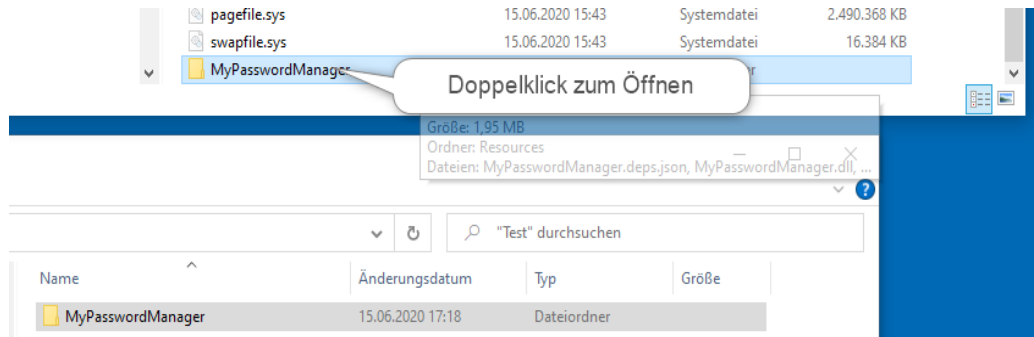 pagefile.sys 15.06.2020 15:43 Systemdatei 2.490.368 KB
swapfile.sys 15.06.2020 15:43 Systemdatei 16.384 KB
MyPasswordManager
Doppelklick zum Öffnen
Größe: 1,95 MB
Ordner: Resources
Dateien: MyPasswordManager.deps.json, MyPasswordManager.dll, ...
"Test" durchsuchen
Name Änderungsdatum Typ Größe
MyPasswordManager 15.06.2020 17:18 Dateiordner